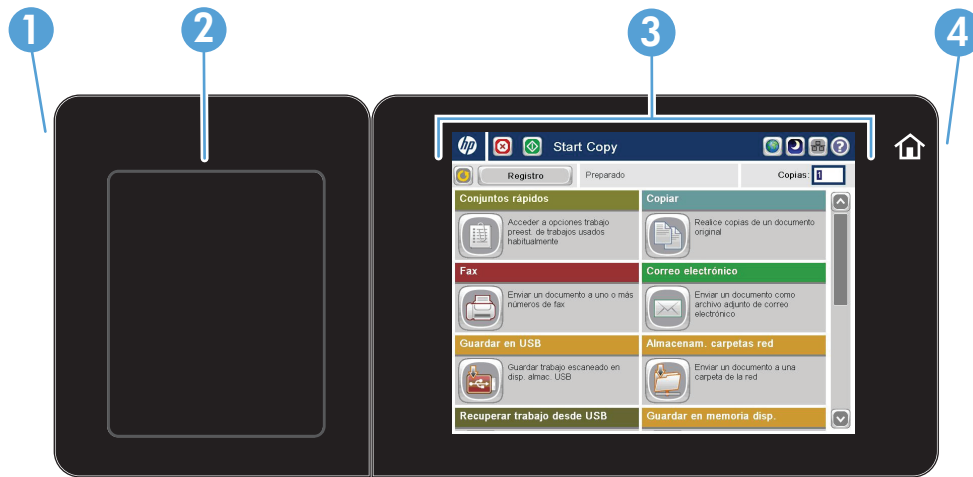 1
2
3
4
hp
Start Copy
?
Registro
Preparado
Copias: 1
Conjuntos rápidos
Acceder a opciones trabajo
preest. de trabajos usados
habitualmente
Copiar
Realice copias de un documento
original
Fax
Enviar un documento a uno o más
números de fax
Correo electrónico
Enviar un documento como
archivo adjunto de correo
electrónico
Guardar en USB
Guardar trabajo escaneado en
disp. almac. USB
Almacenam. carpetas red
Enviar un documento a una
carpeta de la red
Recuperar trabajo desde USB
Guardar en memoria disp.